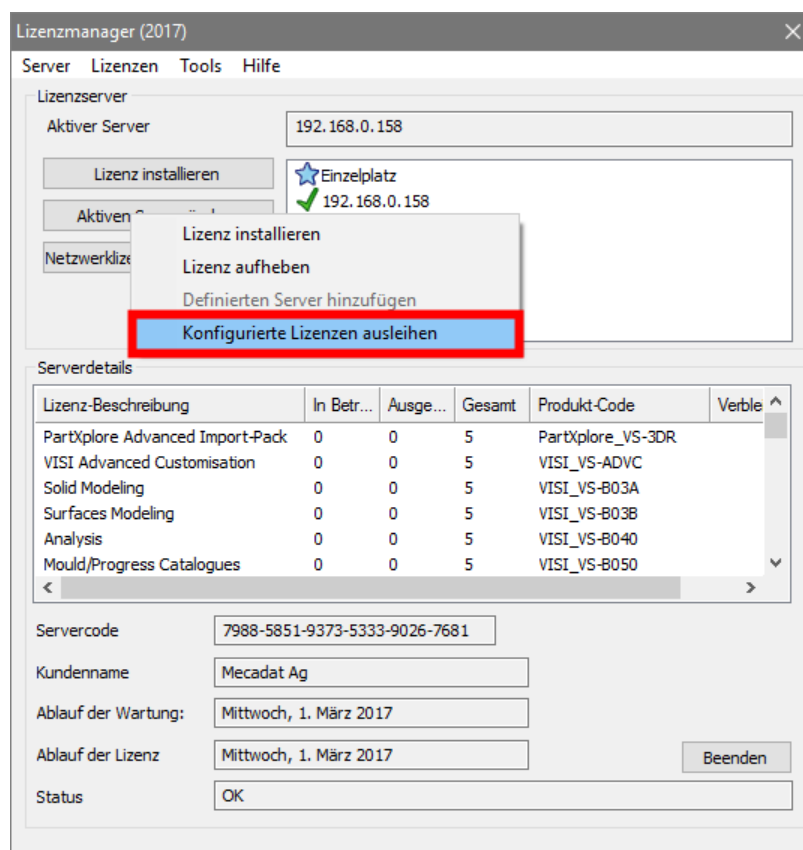 Lizenzmanager (2017)
Server Lizenzen Tools Hilfe
Lizenzserver
Aktiver Server 192.168.0.158
Lizenz installieren
Einzelplatz
192.168.0.158
Aktiven
Netzwerklize
Lizenz installieren
Lizenz aufheben
Definierten Server hinzufügen
Konfigurierte Lizenzen ausleihen
Serverdetails
Lizenz-Beschreibung In Betr... Ausge... Gesamt Produkt-Code Verble
PartXplore Advanced Import-Pack 0 0 5 PartXplore_VS-3DR
VISI Advanced Customisation 0 0 5 VISI_VS-ADVC
Solid Modeling 0 0 5 VISI_VS-B03A
Surfaces Modeling 0 0 5 VISI_VS-B03B
Analysis 0 0 5 VISI_VS-B040
Mould/Progress Catalogues 0 0 5 VISI_VS-B050
Servercode 7988-5851-9373-5333-9026-7681
Kundenname Mecadat Ag
Ablauf der Wartung: Mittwoch, 1. März 2017
Ablauf der Lizenz Mittwoch, 1. März 2017
Beenden
Status OK